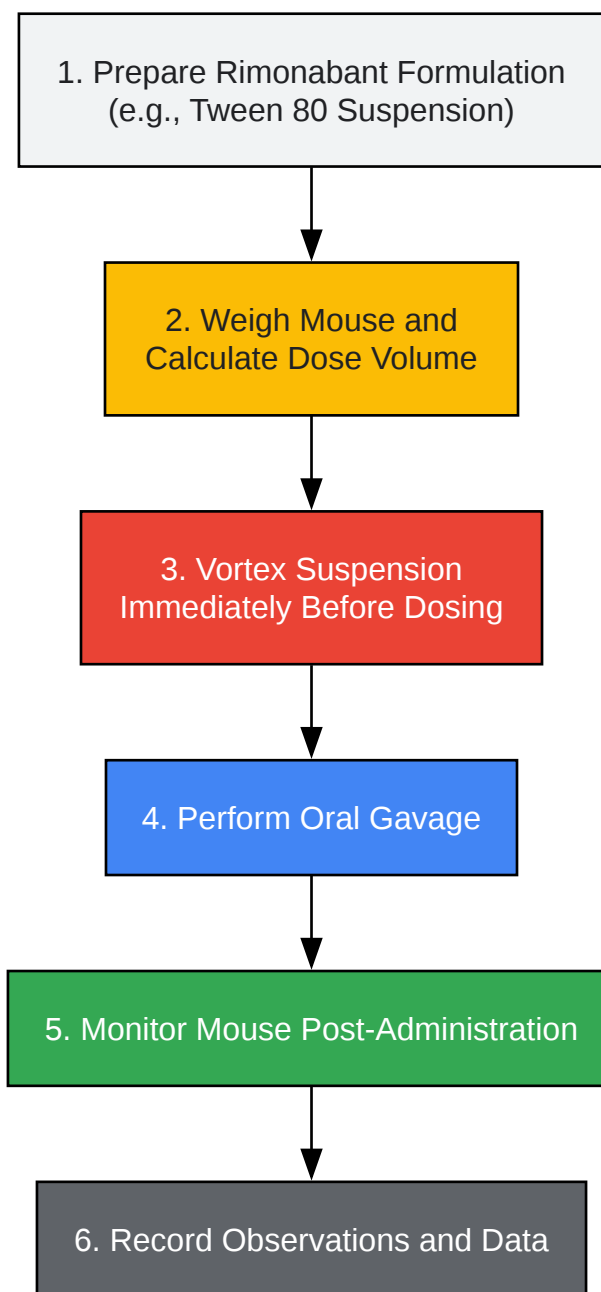 1. Prepare Rimonabant Formulation
(e.g., Tween 80 Suspension)
2. Weigh Mouse and
Calculate Dose Volume
3. Vortex Suspension
Immediately Before Dosing
4. Perform Oral Gavage
5. Monitor Mouse Post-Administration
6. Record Observations and Data